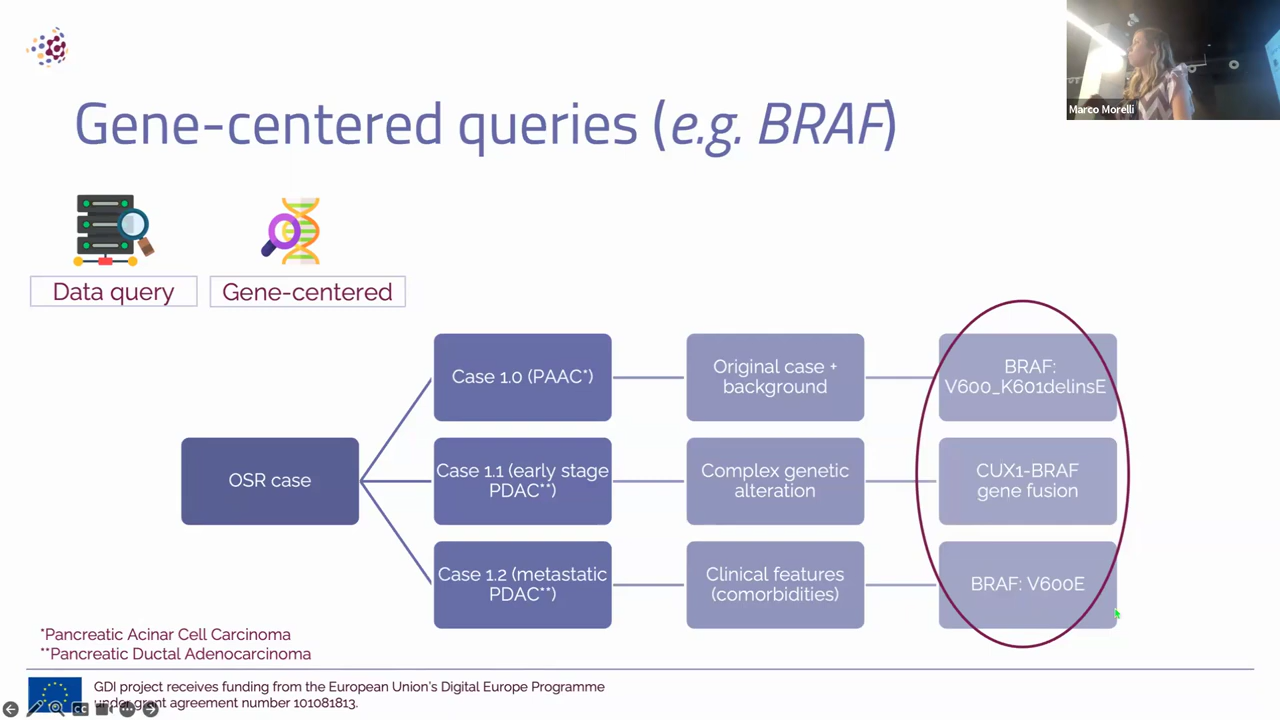 Marco Morelli
Gene-centered queries (e.g. BRAF)
Data query
Gene-centered
OSR case
Case 1.0 (PAAC*)
Original case +
background
BRAF:
V600_K601delinsE
Case 1.1 (early stage
PDAC**)
Complex genetic
alteration
CUX1-BRAF
gene fusion
Case 1.2 (metastatic
PDAC**)
Clinical features
(comorbidities)
BRAF: V600E
*Pancreatic Acinar Cell Carcinoma
**Pancreatic Ductal Adenocarcinoma
GDI project receives funding from the European Union's Digital Europe Programme
under grant agreement number 101081813.